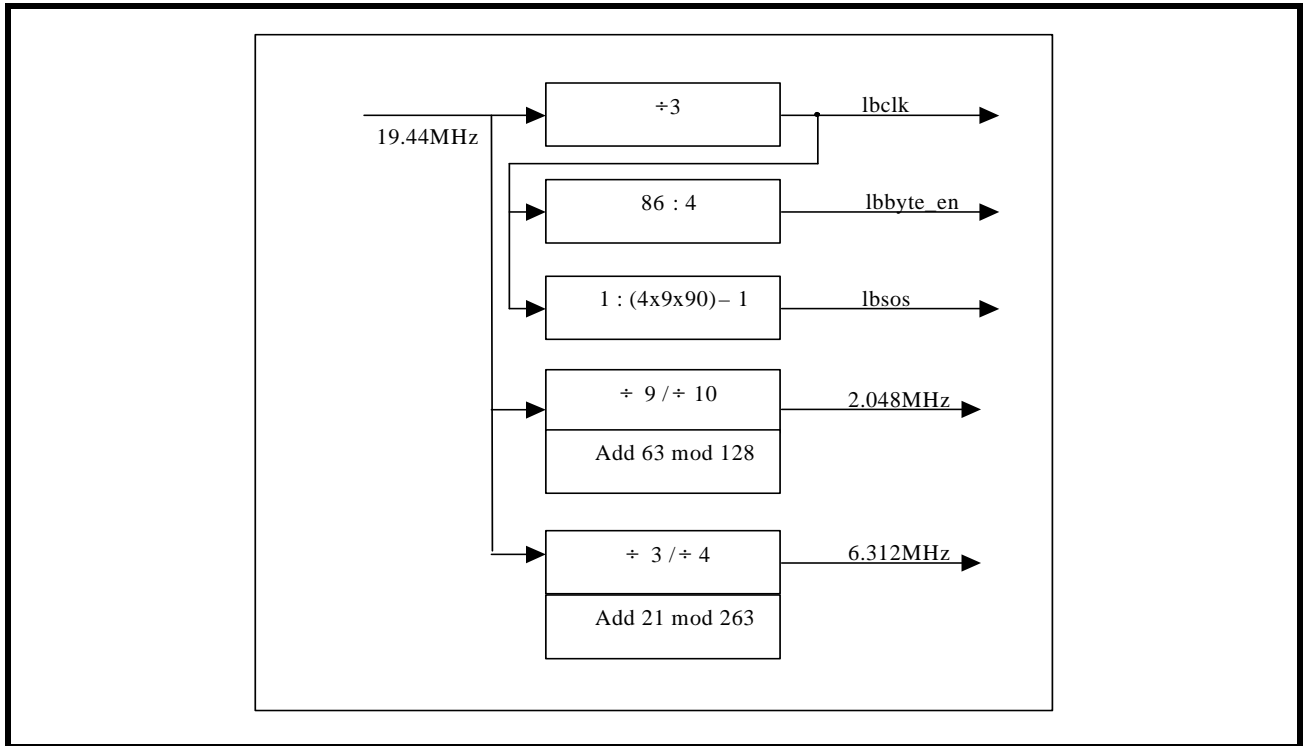 ÷3
lbclk
19.44MHz
86 : 4
lbbyte_en
1 : (4x9x90) – 1
lbsos
÷ 9 / ÷ 10
2.048MHz
Add 63 mod 128
÷ 3 / ÷ 4
6.312MHz
Add 21 mod 263